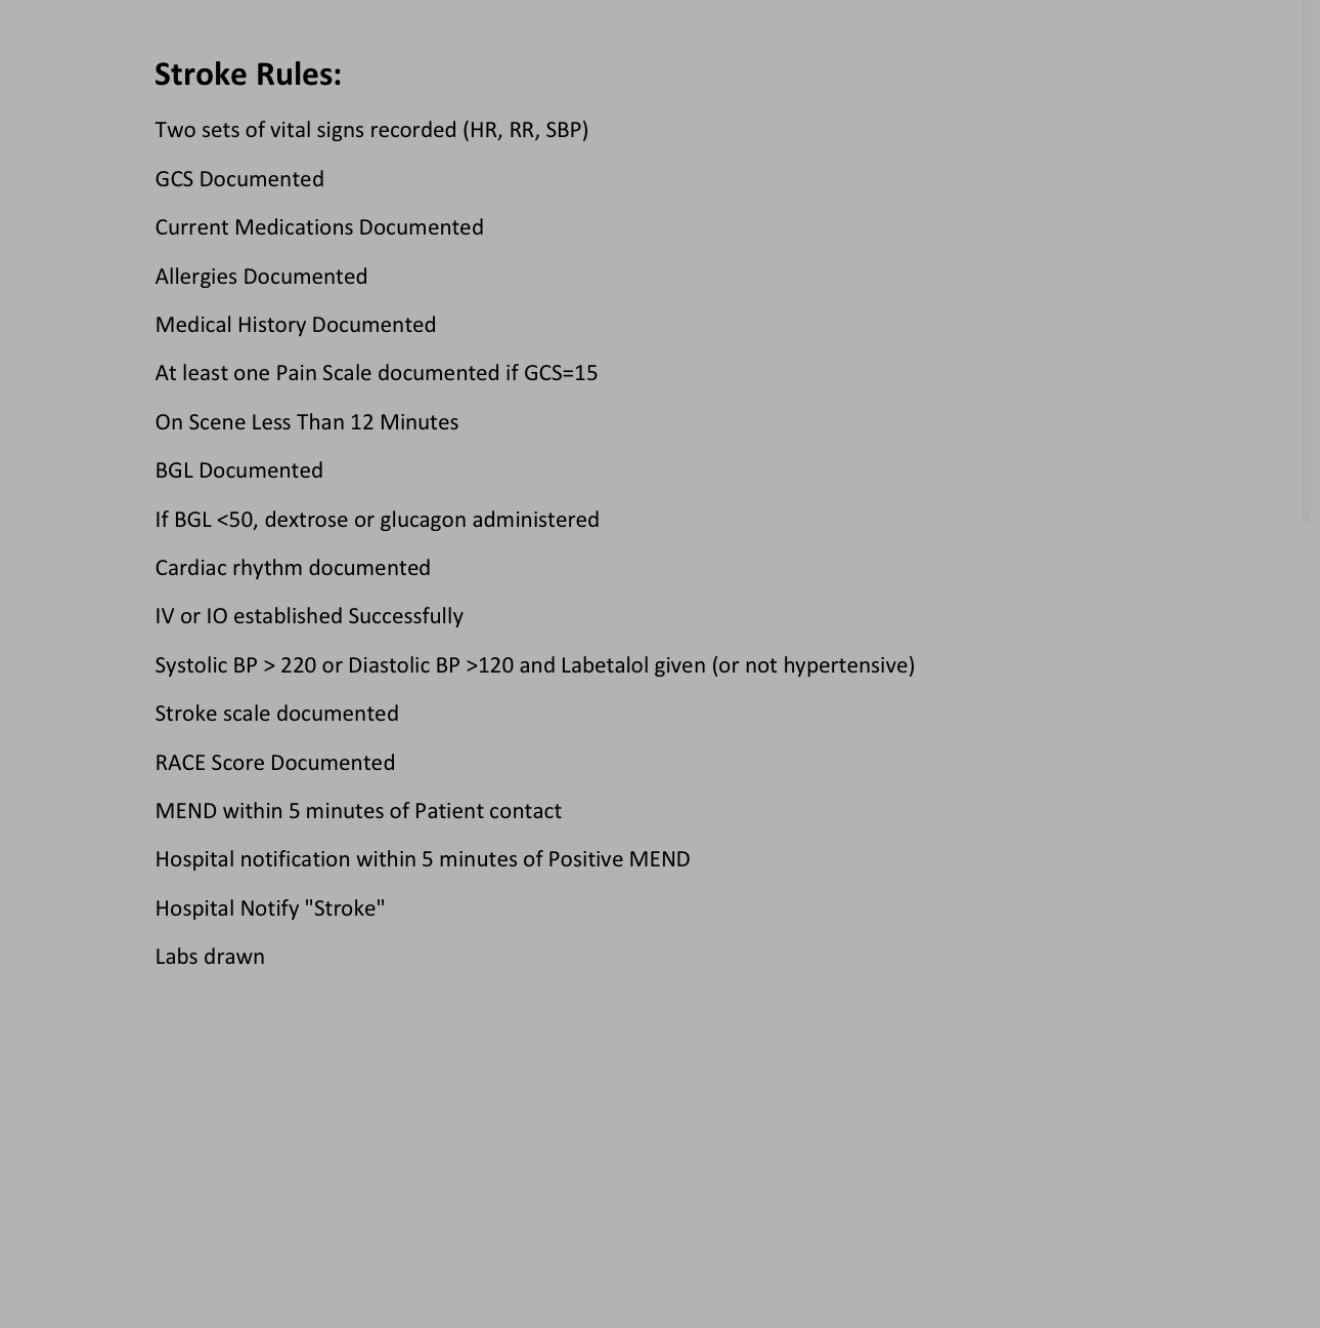 Stroke Rules:
Two sets of vital signs recorded (HR, RR, SBP)
GCS Documented
Current Medications Documented
Allergies Documented
Medical History Documented
At least one Pain Scale documented if GCS=15
On Scene Less Than 12 Minutes
BGL Documented
If BGL <50, dextrose or glucagon administered
Cardiac rhythm documented
IV or IO established Successfully
Systolic BP > 220 or Diastolic BP >120 and Labetalol given (or not hypertensive)
Stroke scale documented
RACE Score Documented
MEND within 5 minutes of Patient contact
Hospital notification within 5 minutes of Positive MEND
Hospital Notify "Stroke"
Labs drawn